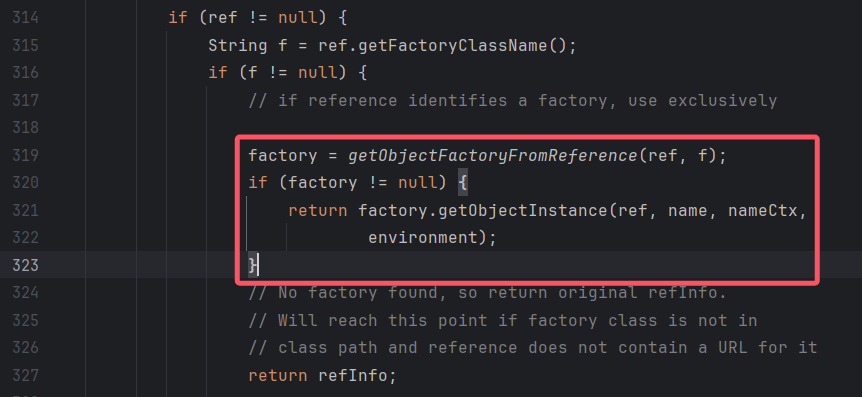 314 if (ref != null) {
315 String f = ref.getFactoryClassName();
316 if (f != null) {
317 // if reference identifies a factory, use exclusively
318
319 factory = getObjectFactoryFromReference(ref, f);
320 if (factory != null) {
321 return factory.getObjectInstance(ref, name, nameCtx,
322 environment);
323 }
324 // No factory found, so return original refInfo.
325 // Will reach this point if factory class is not in
326 // class path and reference does not contain a URL for it
327 return refInfo;